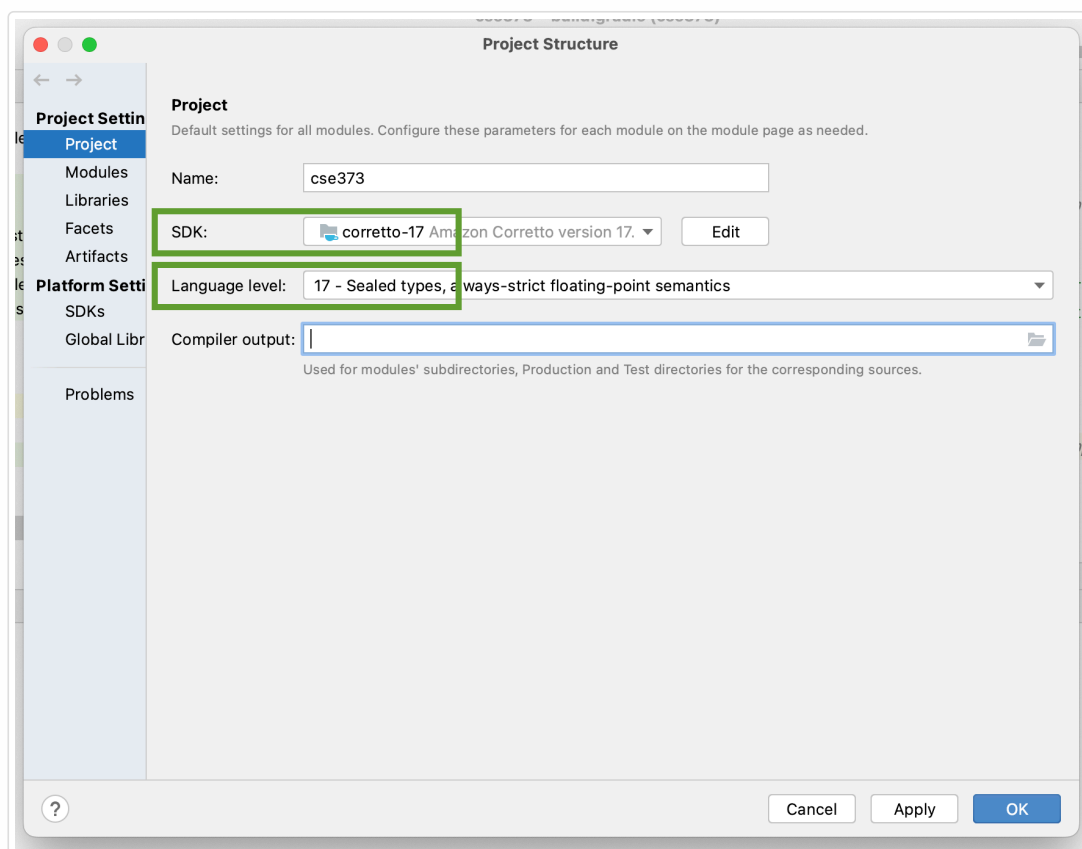 Project Structure
Project Settin
Project
Modules
Libraries
Facets
Artifacts
Platform Setti
SDKs
Global Libr
Problems
Project
Default settings for all modules. Configure these parameters for each module on the module page as needed.
Name: cse373
SDK: corretto-17 Amazon Corretto version 17. Edit
Language level: 17 - Sealed types, always-strict floating-point semantics
Compiler output:
Used for modules' subdirectories, Production and Test directories for the corresponding sources.
? Cancel Apply OK